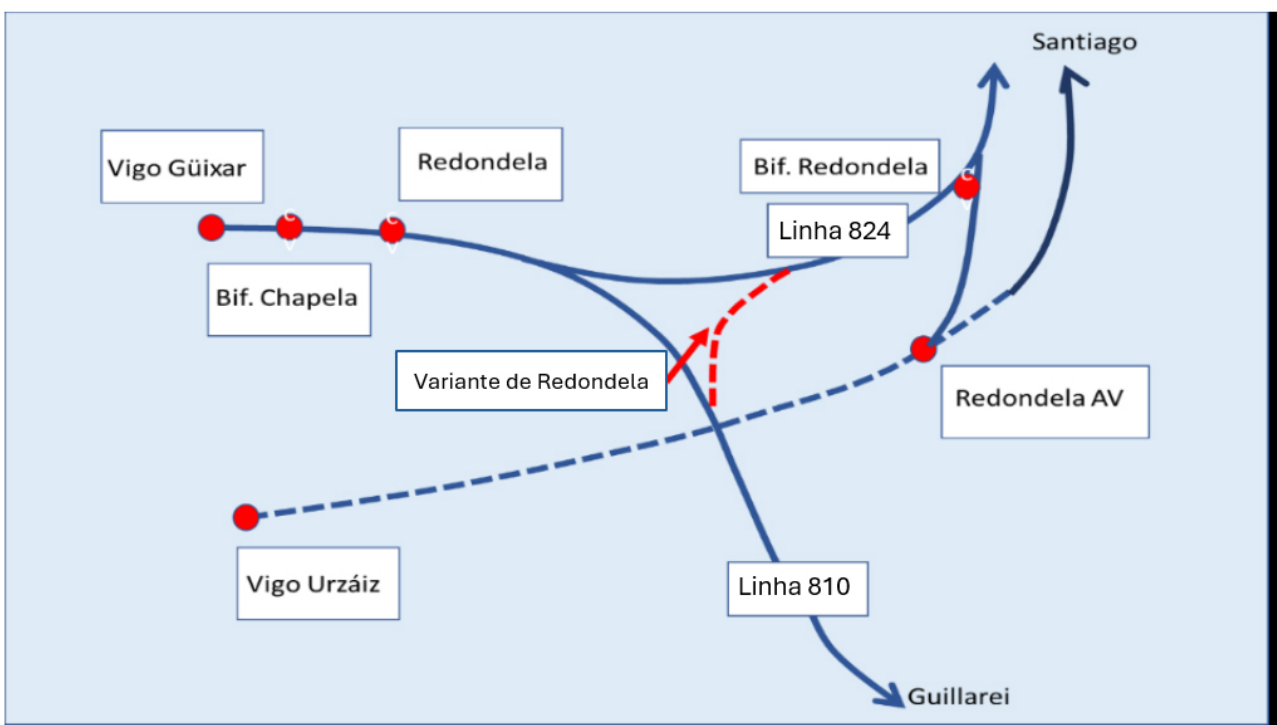 Santiago
Vigo Güixar
Redondela
Bif. Redondela
C
C
C
V
V
Linha 824
Bif. Chapela
Variante de Redondela
Redondela AV
Vigo Urzáiz
Linha 810
Guillarei